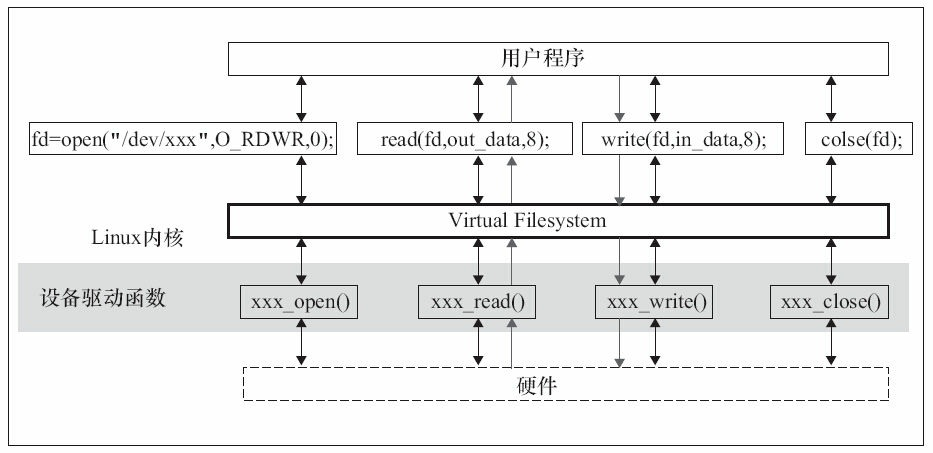 用户程序
fd=open("/dev/xxx",O_RDWR,0);
read(fd,out_data,8);
write(fd,in_data,8);
colse(fd);
Virtual Filesystem
Linux内核
设备驱动函数
xxx_open()
xxx_read()
xxx_write()
xxx_close()
硬件